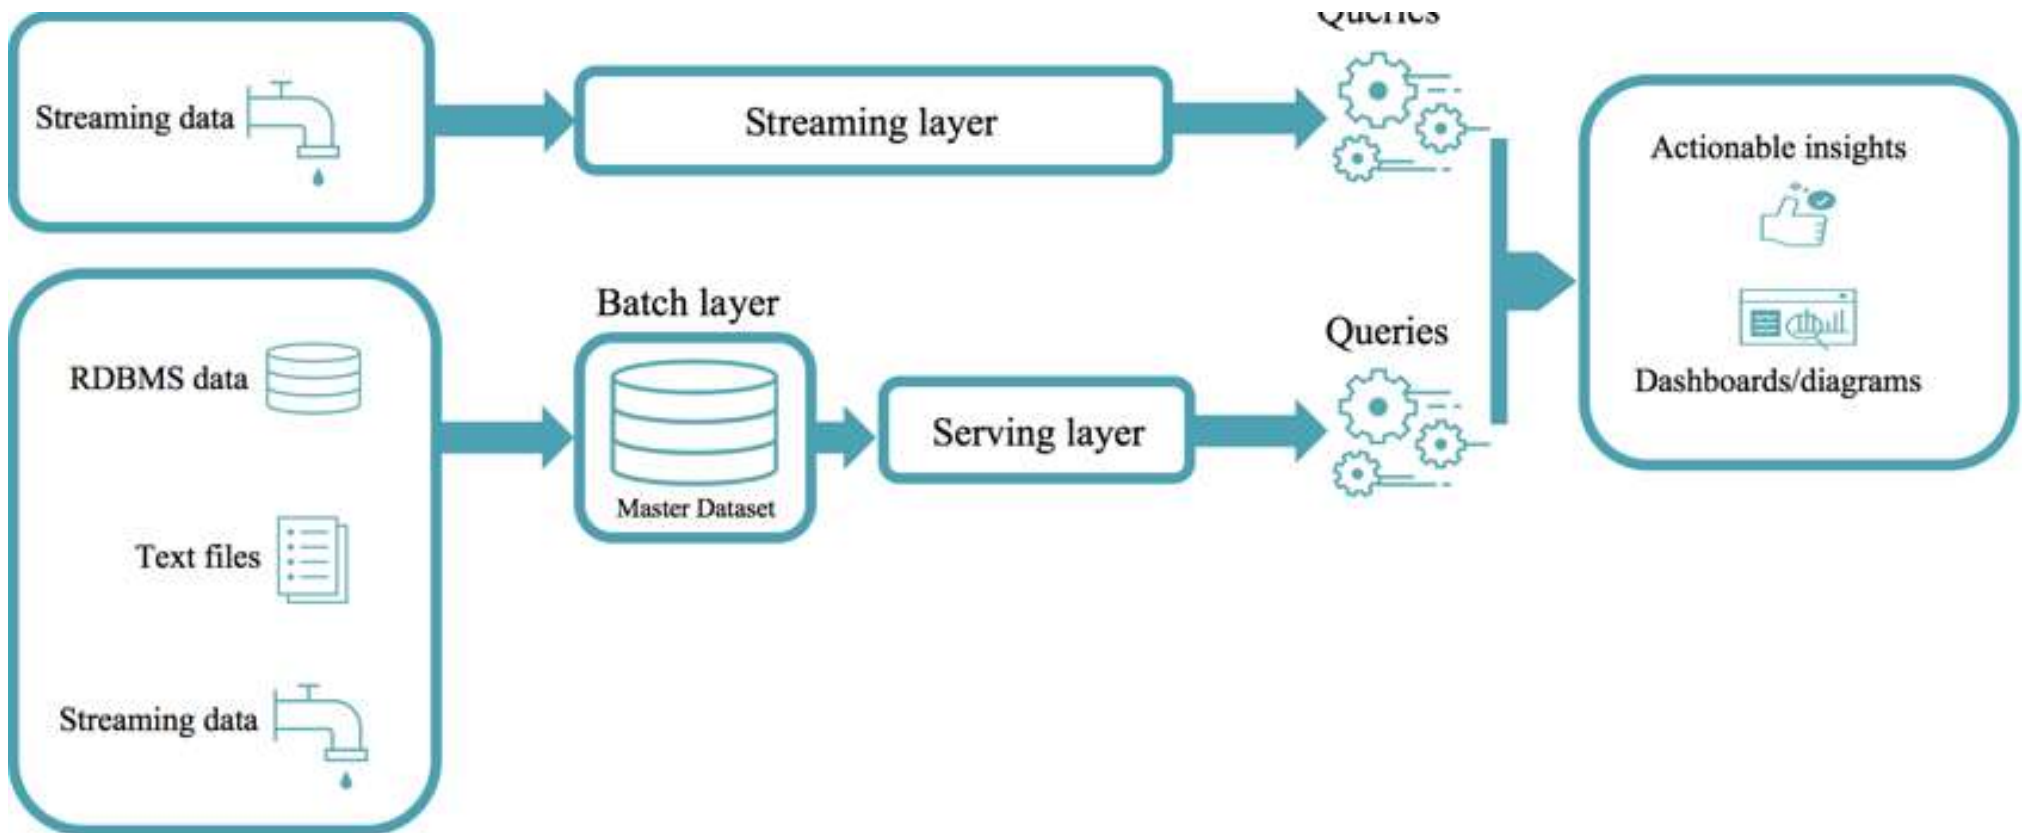 Queries
Streaming data
Streaming layer
Actionable insights
Batch layer
Queries
RDBMS data
Dashboards/diagrams
Serving layer
Master Dataset
Text files
Streaming data